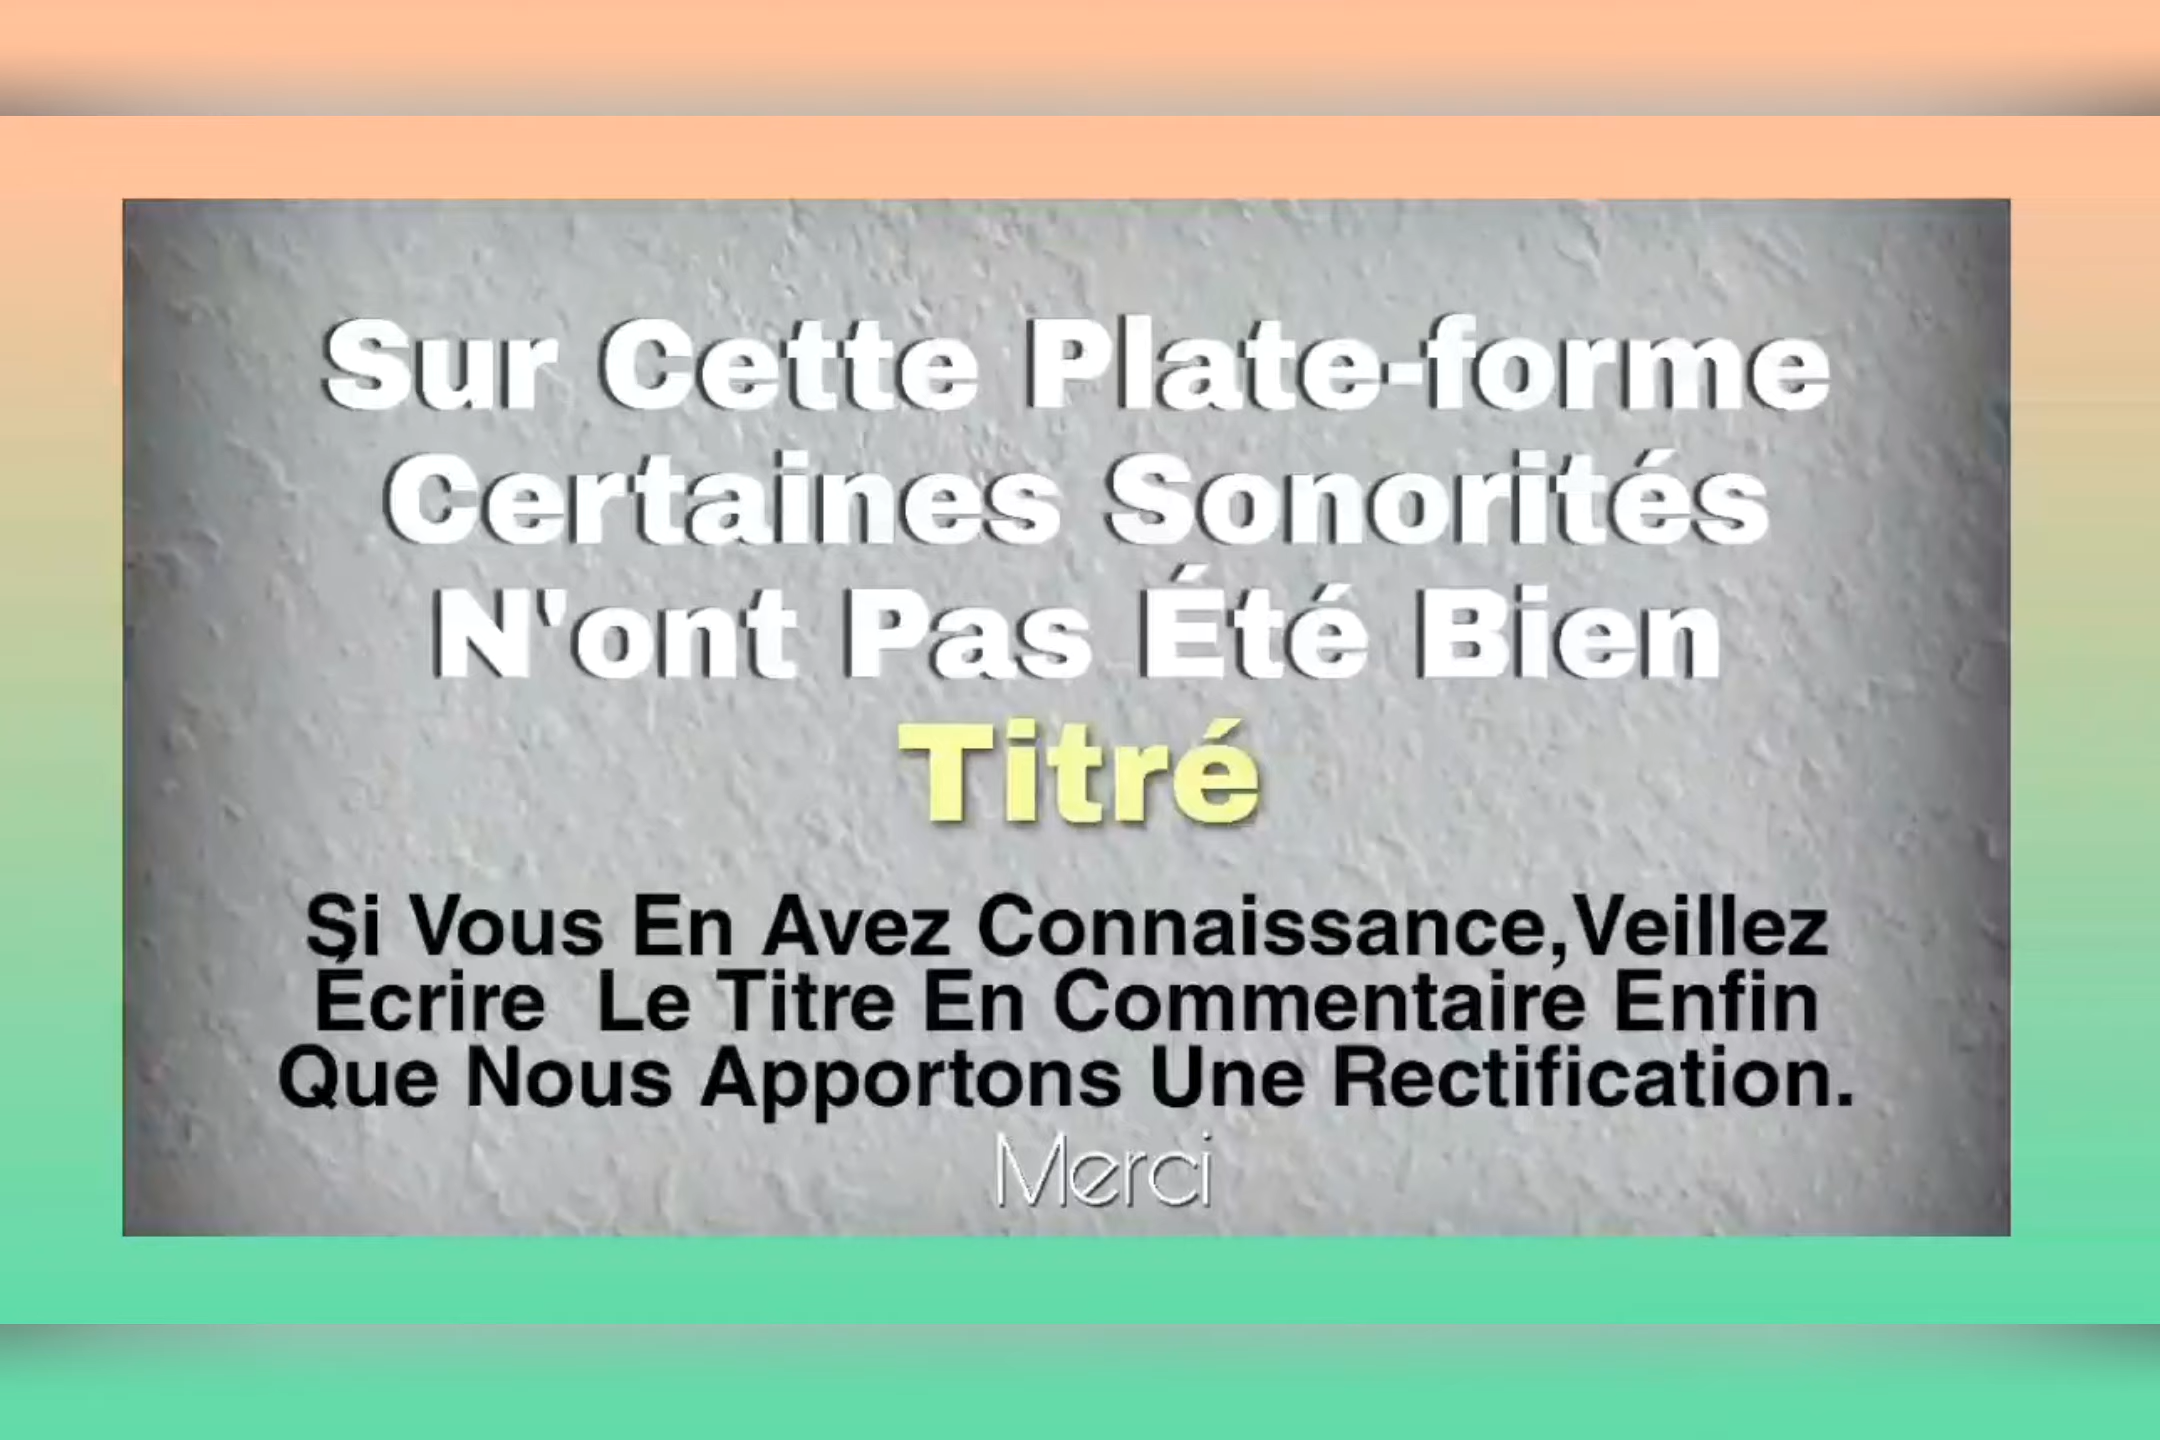 Sur Cette Plate-forme
Certaines Sonorités
N'ont Pas Été Bien
Titré
Si Vous En Avez Connaissance,Veillez
Écrire  Le Titre En Commentaire Enfin
Que Nous Apportons Une Rectification.
Merci